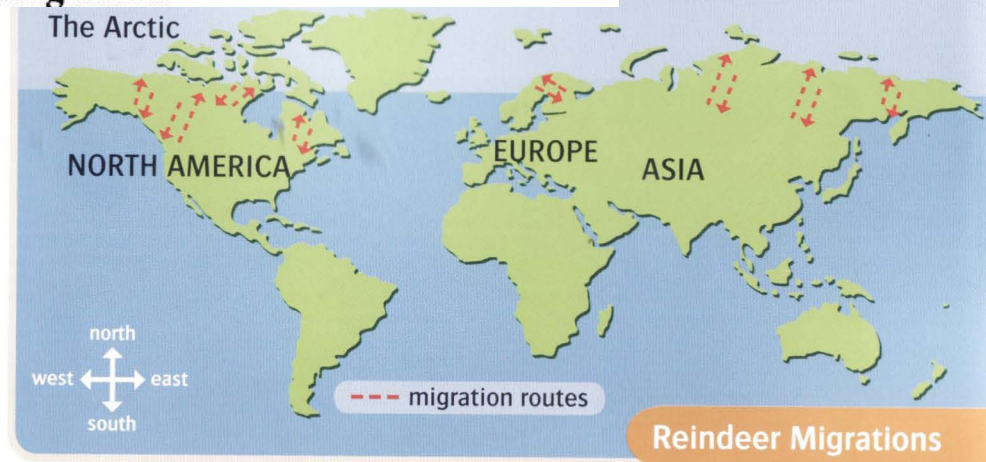 The Arctic
NORTH AMERICA
EUROPE
ASIA
north
west east
south
migration routes
Reindeer Migrations